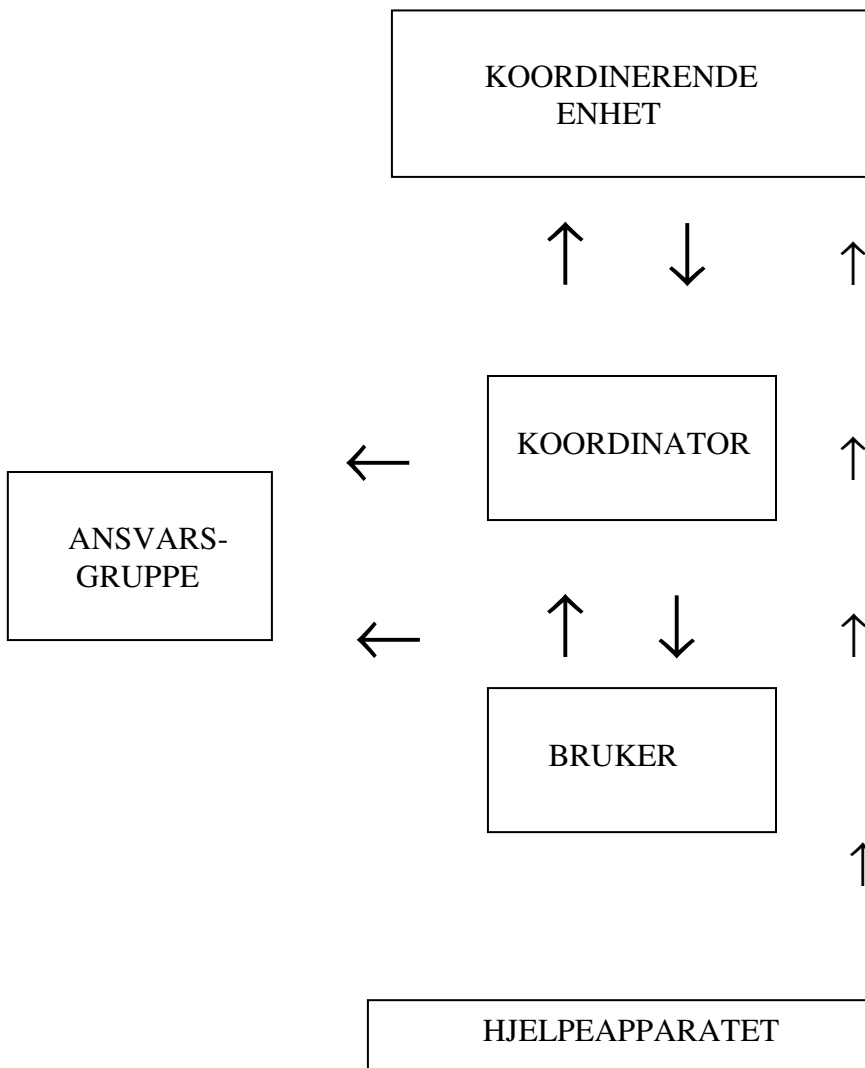 KOORDINERENDE
ENHET
KOORDINATOR
ANSVARS-
GRUPPE
BRUKER
HJELPEAPPARATET